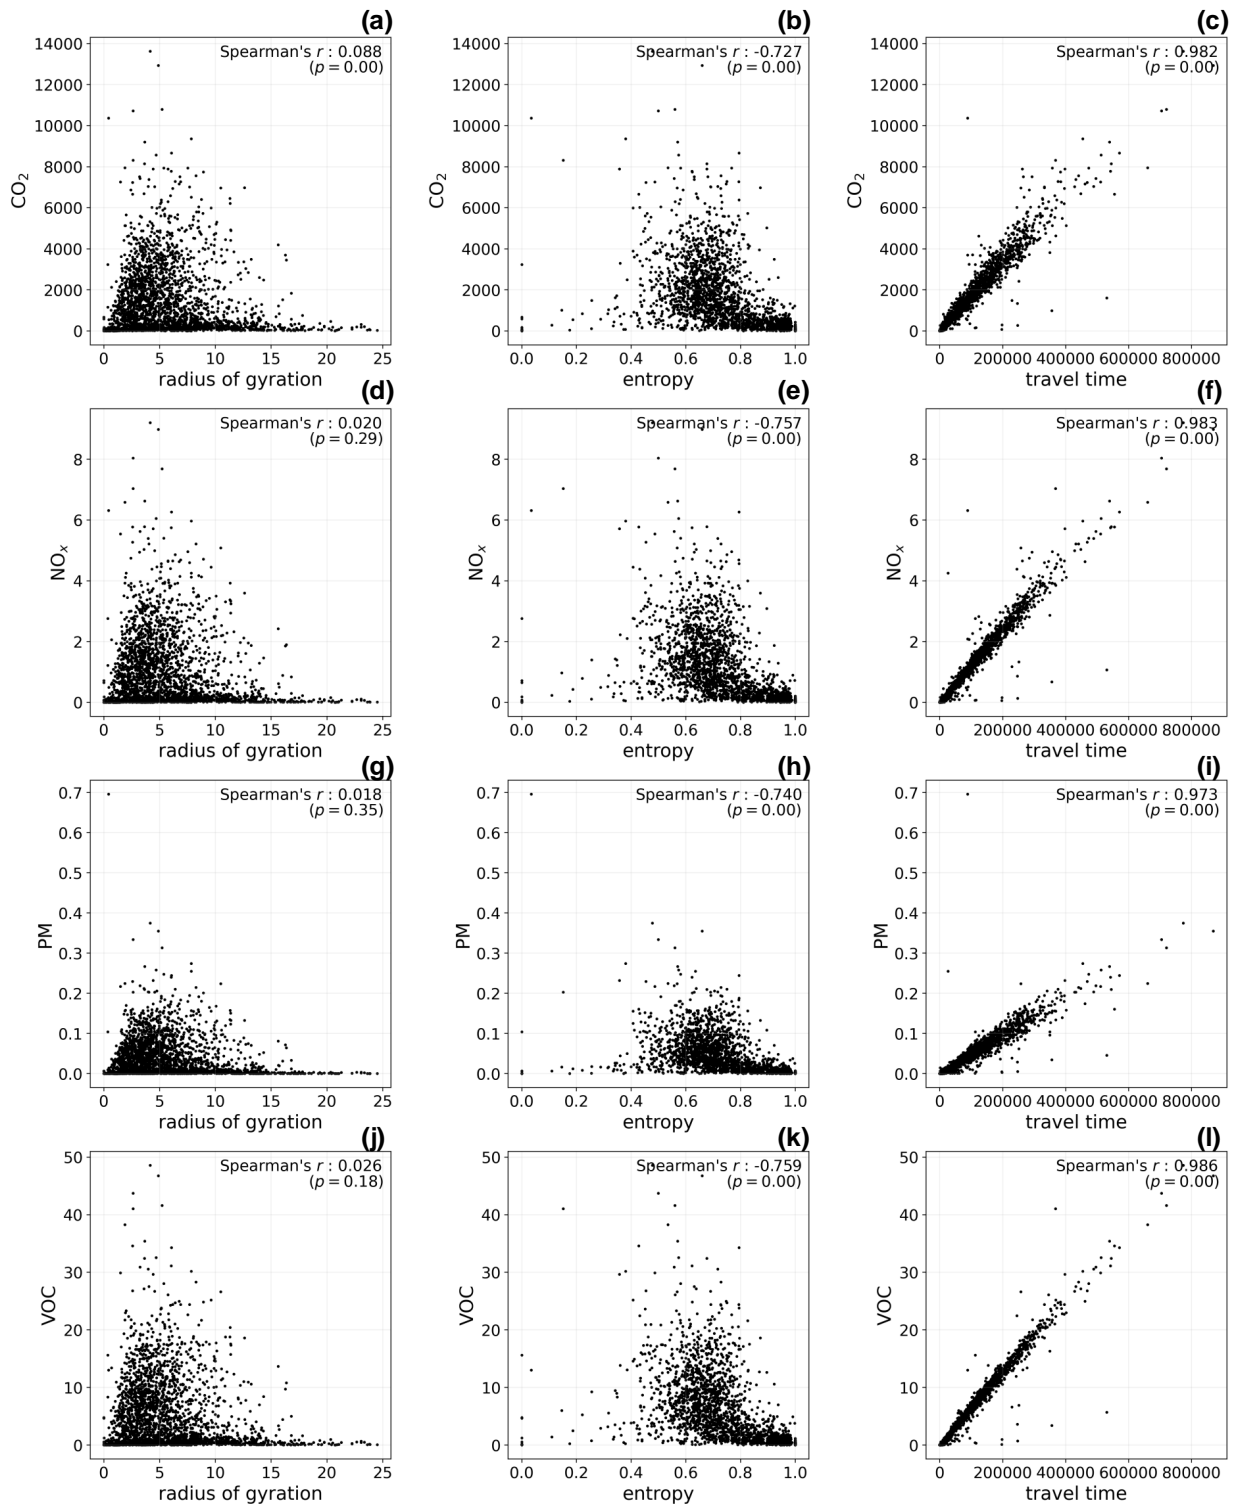 (a) (b) (c)
14000
12000
10000
8000
6000
4000
2000
0
CO2
Spearman's r : 0.088
(p = 0.00)
0 5 10 15 20 25
radius of gyration
14000
12000
10000
8000
6000
4000
2000
0
CO2
Spearman's r : -0.727
(p = 0.00)
0.0 0.2 0.4 0.6 0.8 1.0
entropy
14000
12000
10000
8000
6000
4000
2000
0
CO2
Spearman's r : 0.982
(p = 0.00)
0 200000 400000 600000 800000
travel time
(d) (e) (f)
8
6
4
2
0
NOx
Spearman's r : 0.020
(p = 0.29)
0 5 10 15 20 25
radius of gyration
8
6
4
2
0
NOx
Spearman's r : -0.757
(p = 0.00)
0.0 0.2 0.4 0.6 0.8 1.0
entropy
8
6
4
2
0
NOx
Spearman's r : 0.983
(p = 0.00)
0 200000 400000 600000 800000
travel time
(g) (h) (i)
0.7
0.6
0.5
0.4
0.3
0.2
0.1
0.0
PM
Spearman's r : 0.018
(p = 0.35)
0 5 10 15 20 25
radius of gyration
0.7
0.6
0.5
0.4
0.3
0.2
0.1
0.0
PM
Spearman's r : -0.740
(p = 0.00)
0.0 0.2 0.4 0.6 0.8 1.0
entropy
0.7
0.6
0.5
0.4
0.3
0.2
0.1
0.0
PM
Spearman's r : 0.973
(p = 0.00)
0 200000 400000 600000 800000
travel time
(j) (k) (l)
50
40
30
20
10
0
VOC
Spearman's r : 0.026
(p = 0.18)
0 5 10 15 20 25
radius of gyration
50
40
30
20
10
0
VOC
Spearman's r : -0.759
(p = 0.00)
0.0 0.2 0.4 0.6 0.8 1.0
entropy
50
40
30
20
10
0
VOC
Spearman's r : 0.986
(p = 0.00)
0 200000 400000 600000 800000
travel time